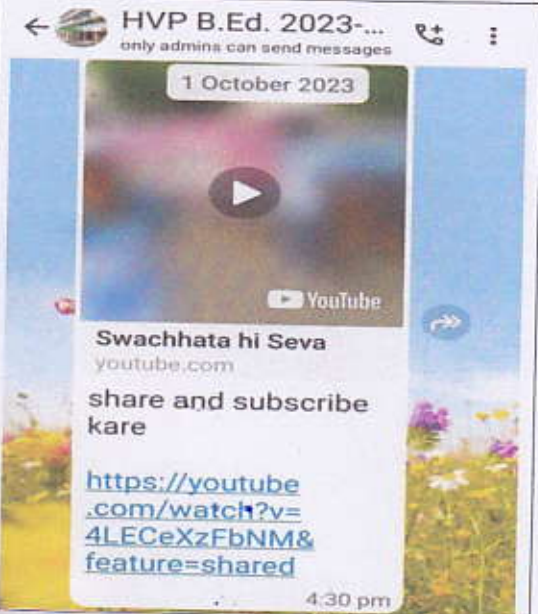 HVP B.Ed. 2023-...
only admins can send messages
1 October 2023
YouTube
Swachhata hi Seva
youtube.com
share and subscribe
kare
https://youtube
.com/watch?v=
4LECeXzFbNM&
feature=shared
4:30 pm